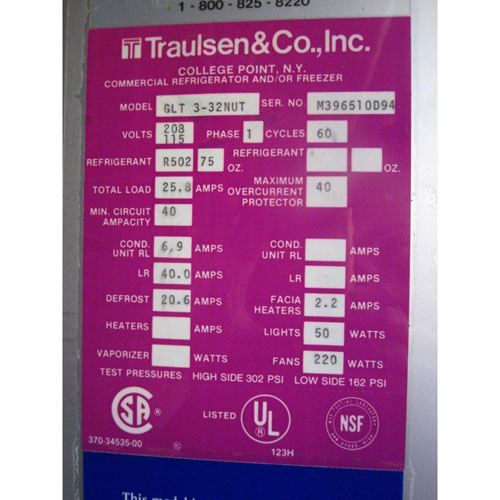 1-800-825-8220
Traulsen & Co., Inc.
COLLEGE POINT, N.Y.
COMMERCIAL REFRIGERATOR AND/OR FREEZER
MODEL GLT 3-32NUT SER. NO. M396510D94
VOLTS 208 115 PHASE 1 CYCLES 60
REFRIGERANT R502 75 OZ. REFRIGERANT OZ.
TOTAL LOAD 25.8 AMPS MAXIMUM OVERCURRENT PROTECTOR 40
MIN. CIRCUIT AMPACITY 40
COND. UNIT RL 6.9 AMPS COND. UNIT RL AMPS
LR 40.0 AMPS LR AMPS
DEFROST 20.6 AMPS FACIA HEATERS 2.2 AMPS
HEATERS AMPS LIGHTS 50 WATTS
VAPORIZER WATTS FANS 220 WATTS
TEST PRESSURES HIGH SIDE 302 PSI LOW SIDE 162 PSI
SA LISTED UL NSF
370-34535-00 © 123H
This